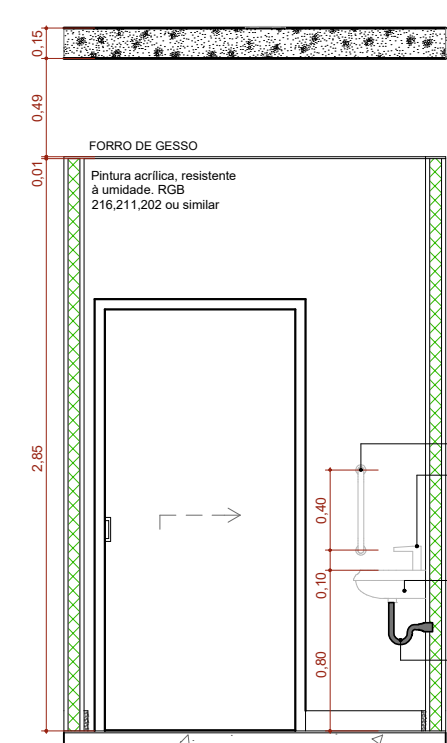 0,15
0,49
FORRO DE GESSO
0,01
Pintura acrílica, resistente
à umidade. RGB
216,211,202 ou similar
2,85
0,40
0,10
0,80